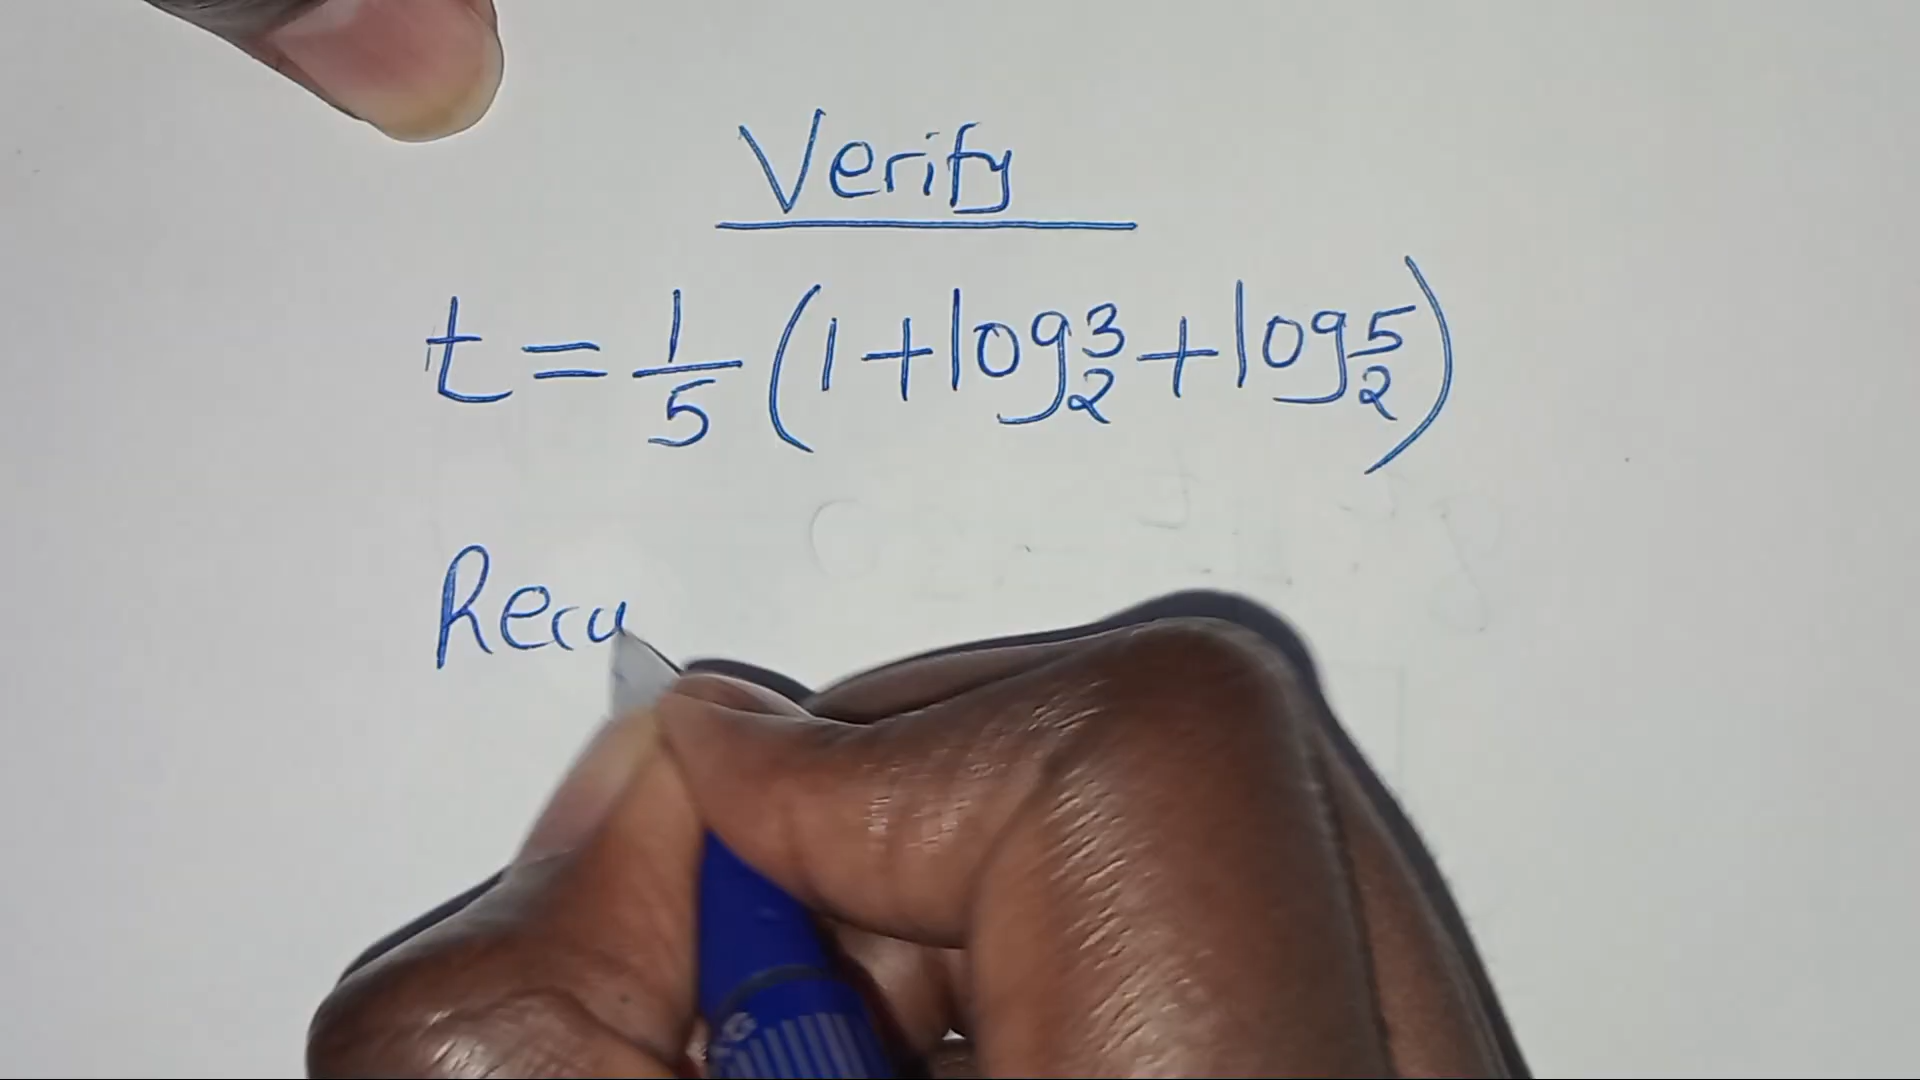 Verify
t = 1/5 (1 + log₂3 + log₂5)
Reca